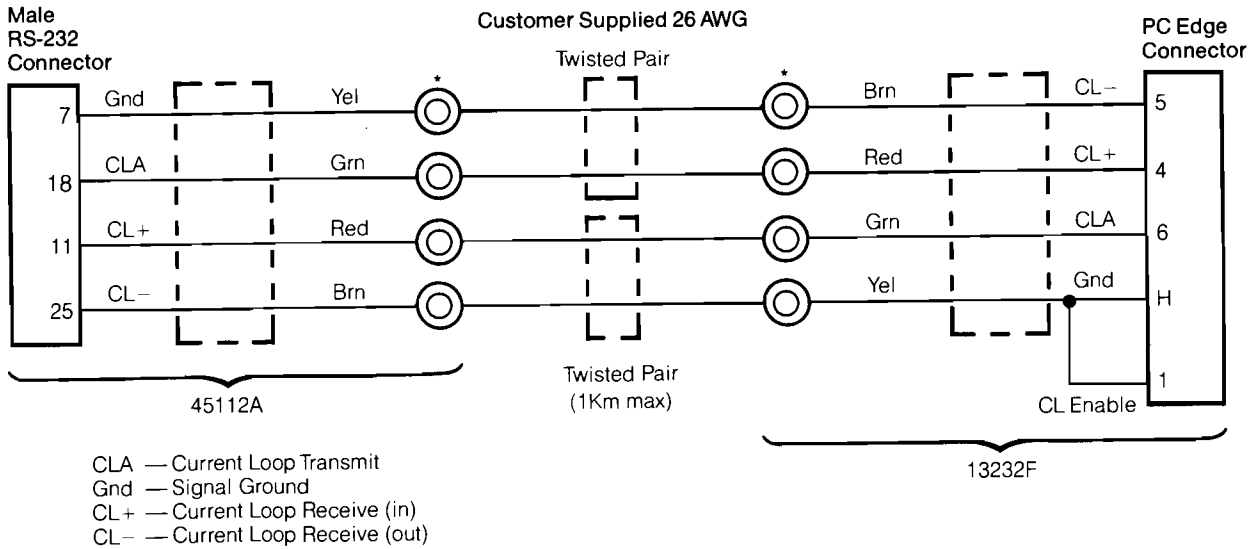 Male
RS-232
Connector
Customer Supplied 26 AWG
Twisted Pair
PC Edge
Connector
* *
7 Gnd Yel Brn CL– 5
18 CLA Grn Red CL+ 4
11 CL+ Red Grn CLA 6
25 CL– Brn Yel Gnd H
1
CL Enable
Twisted Pair
(1Km max)
45112A
13232F
CLA — Current Loop Transmit
Gnd — Signal Ground
CL+ — Current Loop Receive (in)
CL– — Current Loop Receive (out)